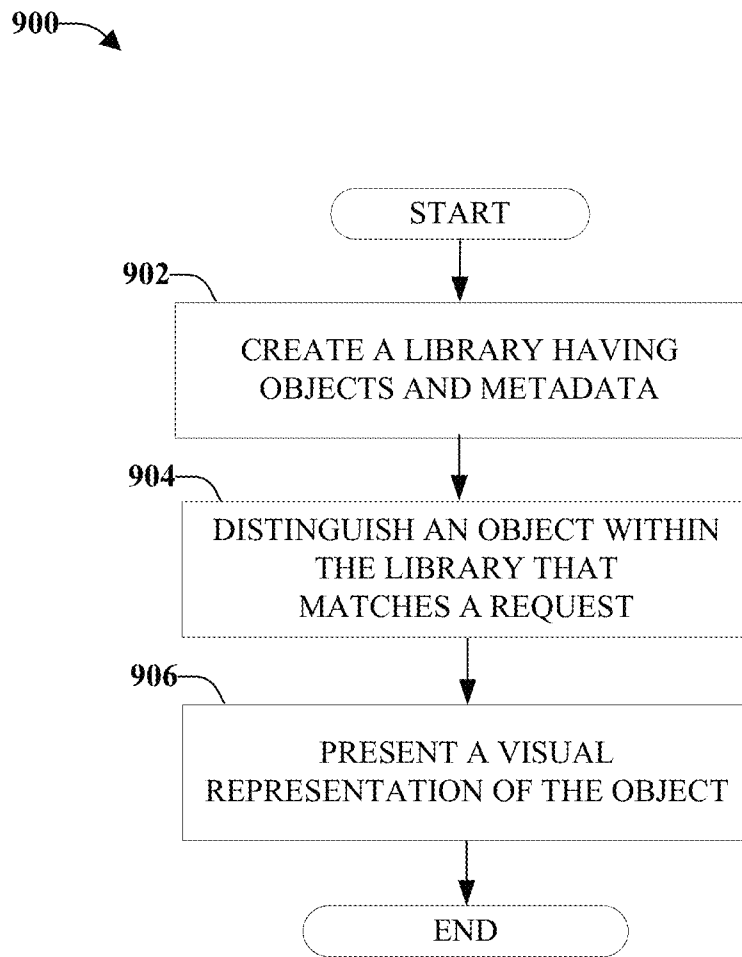 900
START
902
CREATE A LIBRARY HAVING
OBJECTS AND METADATA
904
DISTINGUISH AN OBJECT WITHIN
THE LIBRARY THAT
MATCHES A REQUEST
906
PRESENT A VISUAL
REPRESENTATION OF THE OBJECT
END